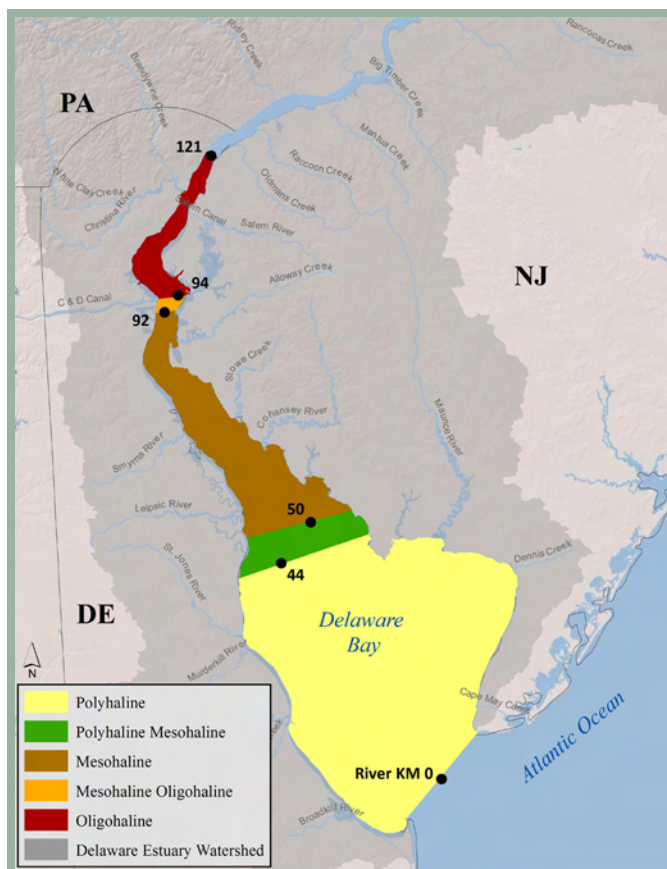 Rancocas Creek
Ridley Creek
Brandywine Creek
Big Timber Creek
PA
Mantua Creek
121
Raccoon Creek
Oldmans Creek
White Clay Creek
Christina River
Salem Canal
Salem River
NJ
Alloway Creek
94
C & D Canal
92
Stowe Creek
Cohansey River
Maurice River
Smyrna River
Leipsic River
50
St. Jones River
44
Dennis Creek
DE
Delaware
Bay
N
Murderkill River
Cape May Canal
Atlantic Ocean
Creek
River KM 0
Broadkill River
Polyhaline
Polyhaline Mesohaline
Mesohaline
Mesohaline Oligohaline
Oligohaline
Delaware Estuary Watershed